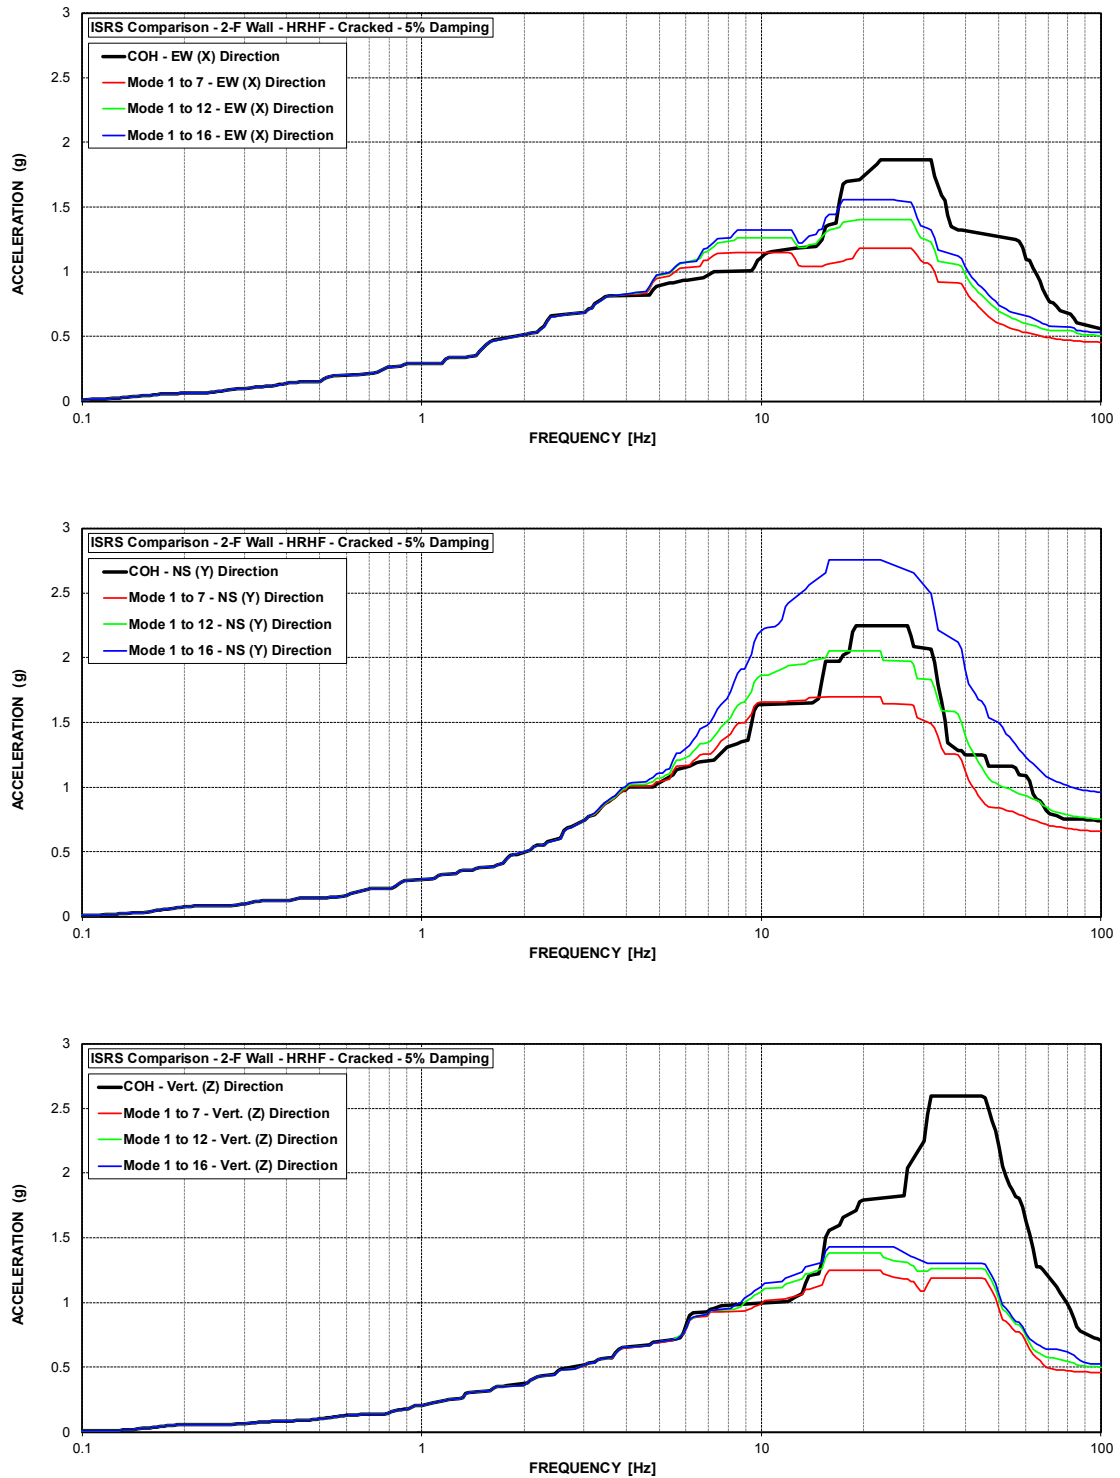 ISRS Comparison - 2-F Wall - HRHF - Cracked - 5% Damping
COH - EW (X) Direction
Mode 1 to 7 - EW (X) Direction
Mode 1 to 12 - EW (X) Direction
Mode 1 to 16 - EW (X) Direction
ACCELERATION (g)
3
2.5
2
1.5
1
0.5
0
0.1
1
10
100
FREQUENCY [Hz]
ISRS Comparison - 2-F Wall - HRHF - Cracked - 5% Damping
COH - NS (Y) Direction
Mode 1 to 7 - NS (Y) Direction
Mode 1 to 12 - NS (Y) Direction
Mode 1 to 16 - NS (Y) Direction
ACCELERATION (g)
3
2.5
2
1.5
1
0.5
0
0.1
1
10
100
FREQUENCY [Hz]
ISRS Comparison - 2-F Wall - HRHF - Cracked - 5% Damping
COH - Vert. (Z) Direction
Mode 1 to 7 - Vert. (Z) Direction
Mode 1 to 12 - Vert. (Z) Direction
Mode 1 to 16 - Vert. (Z) Direction
ACCELERATION (g)
3
2.5
2
1.5
1
0.5
0
0.1
1
10
100
FREQUENCY [Hz]